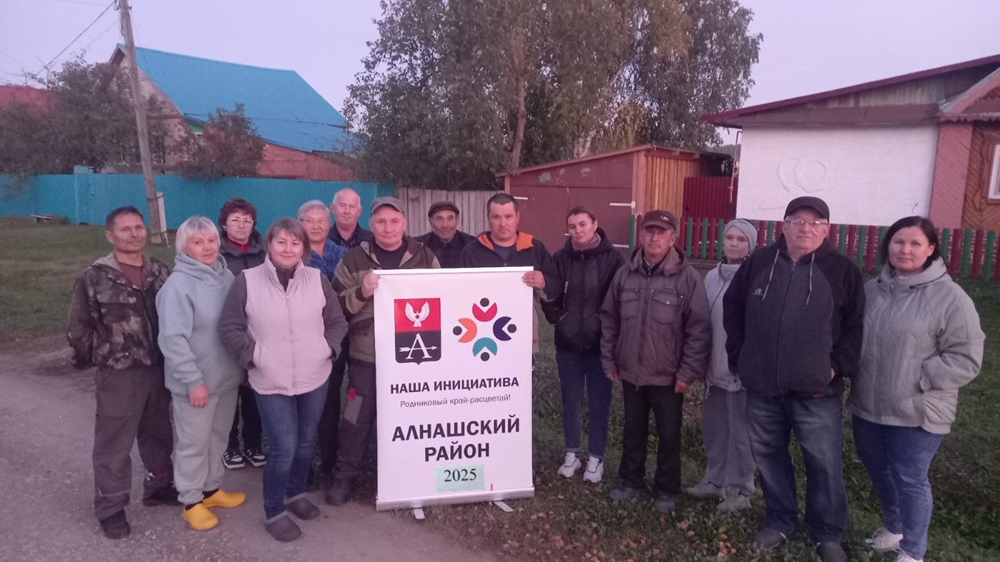 А
НАША ИНИЦИАТИВА
Родниковый край-расцветай!
АЛНАШСКИЙ
РАЙОН
2025